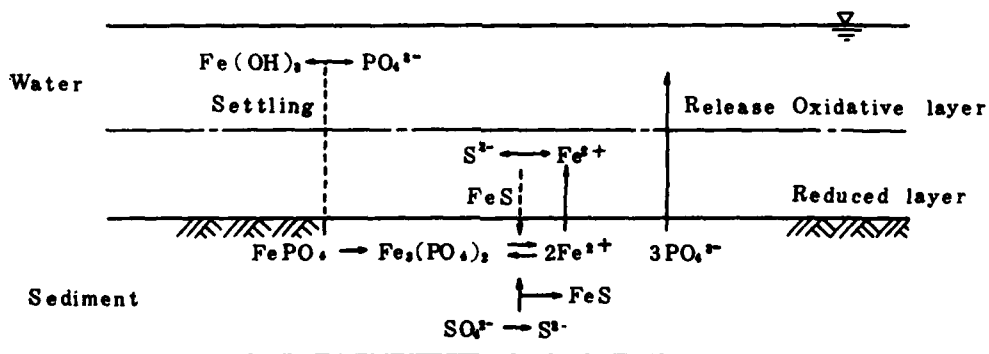 Fe(OH)₃ ⟷ PO₄³⁻
Water
Settling
Release Oxidative layer
S²⁻ ⟷ Fe²⁺
FeS
Reduced layer
FePO₄ → Fe₃(PO₄)₂ ⇌ 2Fe²⁺ 3PO₄³⁻
Sediment
FeS
SO₄²⁻ → S²⁻